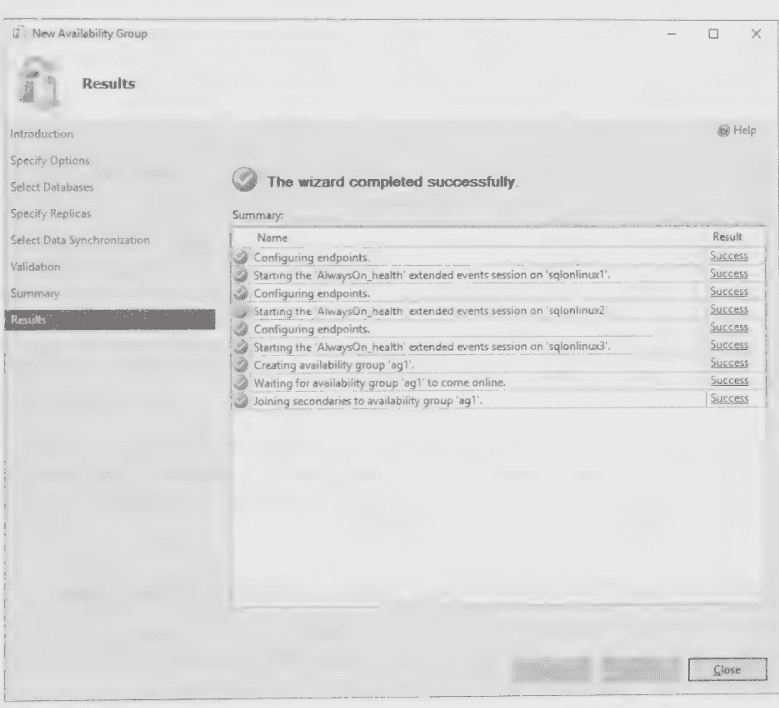 New Availability Group
Results
Introduction
Help
Specify Options
Select Databases
The wizard completed successfully.
Specify Replicas
Summary:
Select Data Synchronization
Name Result
Validation
Configuring endpoints. Success
Starting the 'AlwaysOn_health' extended events session on 'sqlonlinux1'. Success
Summary
Configuring endpoints. Success
Starting the 'AlwaysOn_health' extended events session on 'sqlonlinux2' Success
Results
Configuring endpoints. Success
Starting the 'AlwaysOn_health' extended events session on 'sqlonlinux3'. Success
Creating availability group 'ag1'. Success
Waiting for availability group 'ag1' to come online. Success
Joining secondaries to availability group 'ag1'. Success
Close